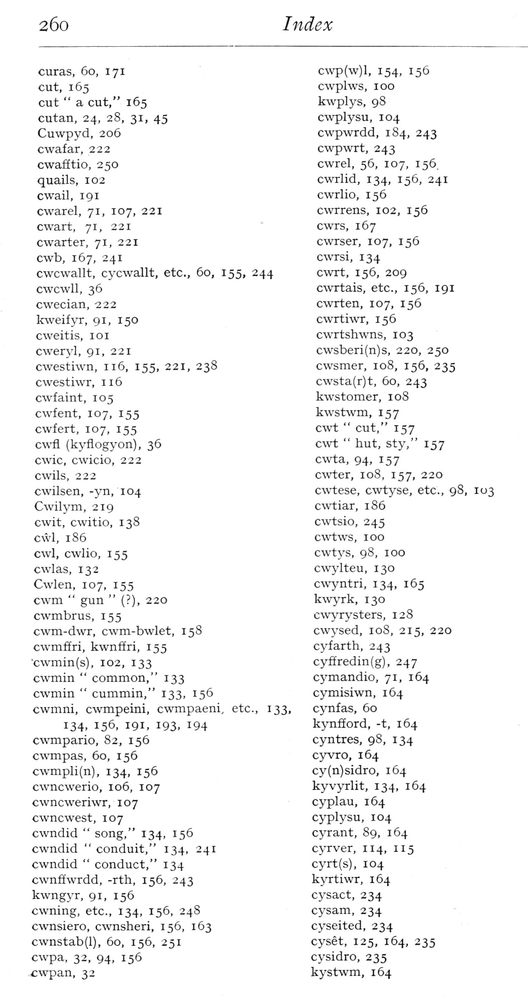 260
Index
curas, 60, 171
cut, 165
cut “ a cut,” 165
cutan, 24, 28, 31, 45
Cuwpyd, 206
cwafar, 222
cwafftio, 250
quails, 102
cwail, 191
cwarel, 71, 107, 221
cwart, 71, 221
cwarter, 71, 221
cwb, 167, 241
cwcwallt, cycwallt, etc., 60, 155, 244
cwcwll, 36
cwecian, 222
kweifyr, 91, 150
cweitis, 101
cweryl, 91, 221
cwestiwn, 116, 155, 221, 238
cwestiwr, 116
cwfaint, 105
cwfent, 107, 155
cwfert, 107, 155
cwfl (kyflogyon), 36
cwic, cwicio, 222
cwils, 222
cwilsen, -yn, 104
Cwilym, 219
cwit, cwitio, 138
cŵl, 186
cwl, cwlio, 155
cwlas, 132
Cwlen, 107, 155
cwm “ gun ” (?), 220
cwmbrus, 155
cwm-dwr, cwm-bwlet, 158
cwmffri, kwnffri, 155
cwmin(s), 102, 133
cwmin “ common,” 133
cwmin “ cummin,” 133, 156
cwmni, cwmpeini, cwmpaeni, etc., 133,
134, 156, 191, 193, 194
cwmpario, 82, 156
cwmpas, 60, 156
cwmpli(n), 134, 156
cwncwerio, 106, 107
cwncweriwr, 107
cwncwest, 107
cwndid “ song,” 134, 156
cwndid “ conduit,” 134, 241
cwndid “ conduct,” 134
cwnffwrdd, -rth, 156, 243
kwngyr, 91, 156
cwning, etc., 134, 156, 248
cwnsiero, cwnsheri, 156, 163
cwnstab(l), 60, 156, 251
cwpa, 32, 94, 156
cwpan, 32
cwp(w)l, 154, 156
cwplws, 100
kwplys, 98
cwplysu, 104
cwpwrdd, 184, 243
cwpwrt, 243
cwrel, 56, 107, 156
cwrlid, 134, 156, 241
cwrlio, 156
cwrrens, 102, 156
cwrs, 167
cwrser, 107, 156
cwrsi, 134
cwrt, 156, 209
cwrtais, etc., 156, 191
cwrten, 107, 156
cwrtiwr, 156
cwrtshwns, 103
cwsberi(n)s, 220, 250
cwsmer, 108, 156, 235
cwsta(r)t, 60, 243
kwstomer, 108
kwstwm, 157
cwt “ cut,” 157
cwt “ hut, sty,” 157
cwta, 94, 157
cwter, 108, 157, 220
cwtese, cwtyse, etc., 98, 103
cwtiar, 186
cwtsio, 245
cwtws, 100
cwtys, 98, 100
cwylteu, 130
cwyntri, 134, 165
kwyrk, 130
cwyrysters, 128
cwysed, 108, 215, 220
cyfarth, 243
cyffredin(g), 247
cymandio, 71, 164
cymisiwn, 164
cynfas, 60
kynfford, -t, 164
cyntres, 98, 134
cyvro, 164
cy(n)sidro, 164
kyvyrlit, 134, 164
cyplau, 164
cyplysu, 104
cyrant, 89, 164
cyrver, 114, 115
cyrt(s), 104
kyrtiwr, 164
cysact, 234
cysam, 234
cyseited, 234
cysêt, 125, 164, 235
cysidro, 235
kystwm, 164